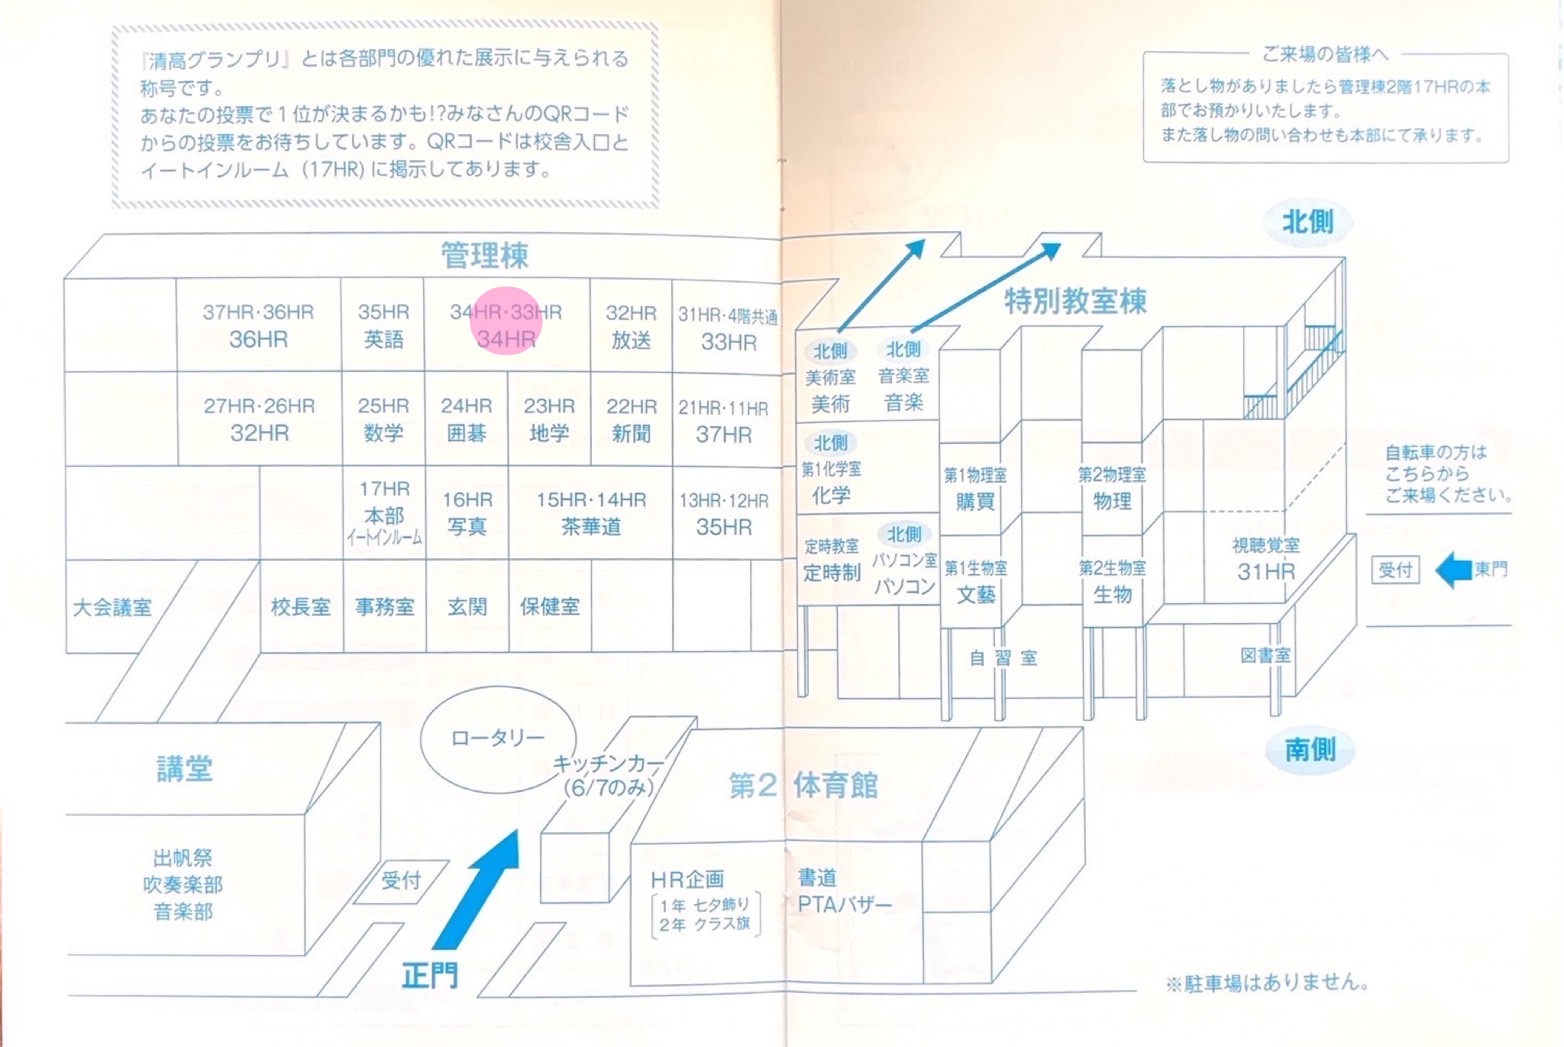 『清高グランプリ』とは各部門の優れた展示に与えられる
称号です。
あなたの投票で1位が決まるかも!?みなさんのQRコード
からの投票をお待ちしています。QRコードは校舎入口と
イートインルーム (17HR) に掲示してあります。
ご来場の皆様へ
落とし物がありましたら管理棟2階17HRの本
部でお預かりいたします。
また落し物の問い合わせも本部にて承ります。
北側
管理棟
特別教室棟
37HR・36HR
36HR
35HR
英語
34HR・33HR
34HR
32HR
放送
31HR・4階共通
33HR
北側
美術室
美術
北側
音楽室
音楽
27HR・26HR
32HR
25HR
数学
24HR
囲碁
23HR
地学
22HR
新聞
21HR・11HR
37HR
北側
第1化学室
化学
第1物理室
購買
第2物理室
物理
自転車の方は
こちらから
ご来場ください。
17HR
本部
イートインルーム
16HR
写真
15HR・14HR
茶華道
13HR・12HR
35HR
定時教室
定時制
北側
パソコン室
パソコン
第1生物室
文藝
第2生物室
生物
視聴覚室
31HR
受付
東門
大会議室
校長室
事務室
玄関
保健室
自習室
図書室
南側
講堂
ロータリー
キッチンカー
(6/7のみ)
第2体育館
出帆祭
吹奏楽部
音楽部
受付
HR企画
1年 七夕飾り
2年 クラス旗
書道
PTAバザー
正門
※駐車場はありません。